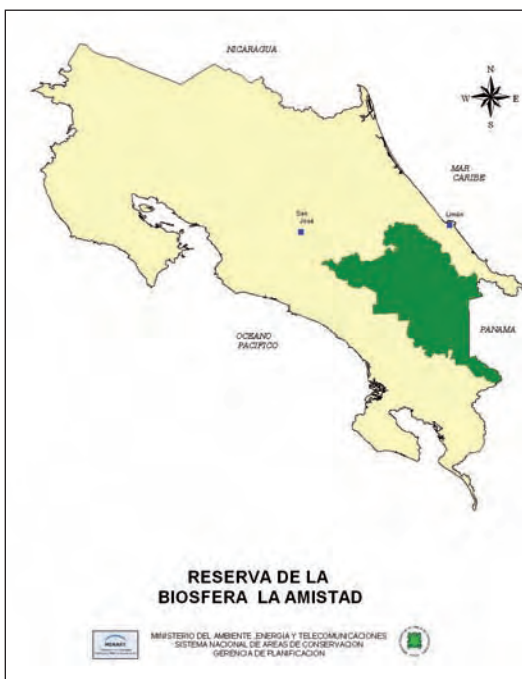 NICARAGUA
N
W E
S
MAR
CARIBE
San
José
Limón
OCEANO
PACIFICO
PANAMA
RESERVA DE LA
BIOSFERA LA AMISTAD
MINISTERIO DEL AMBIENTE ,ENERGIA Y TELECOMUNICACIONES
SISTEMA NACIONAL DE AREAS DE CONSERVACION
GERENCIA DE PLANIFICACION
MINAET